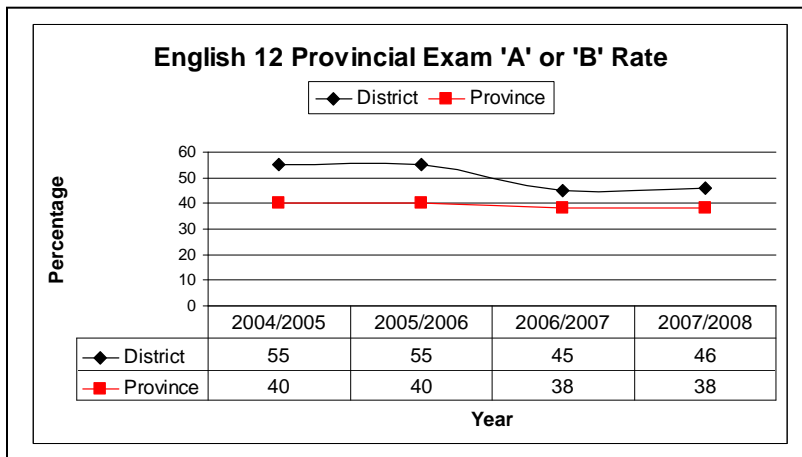 English 12 Provincial Exam 'A' or 'B' Rate
District Province
Percentage
60
50
40
30
20
10
0
2004/2005 2005/2006 2006/2007 2007/2008
District 55 55 45 46
Province 40 40 38 38
Year